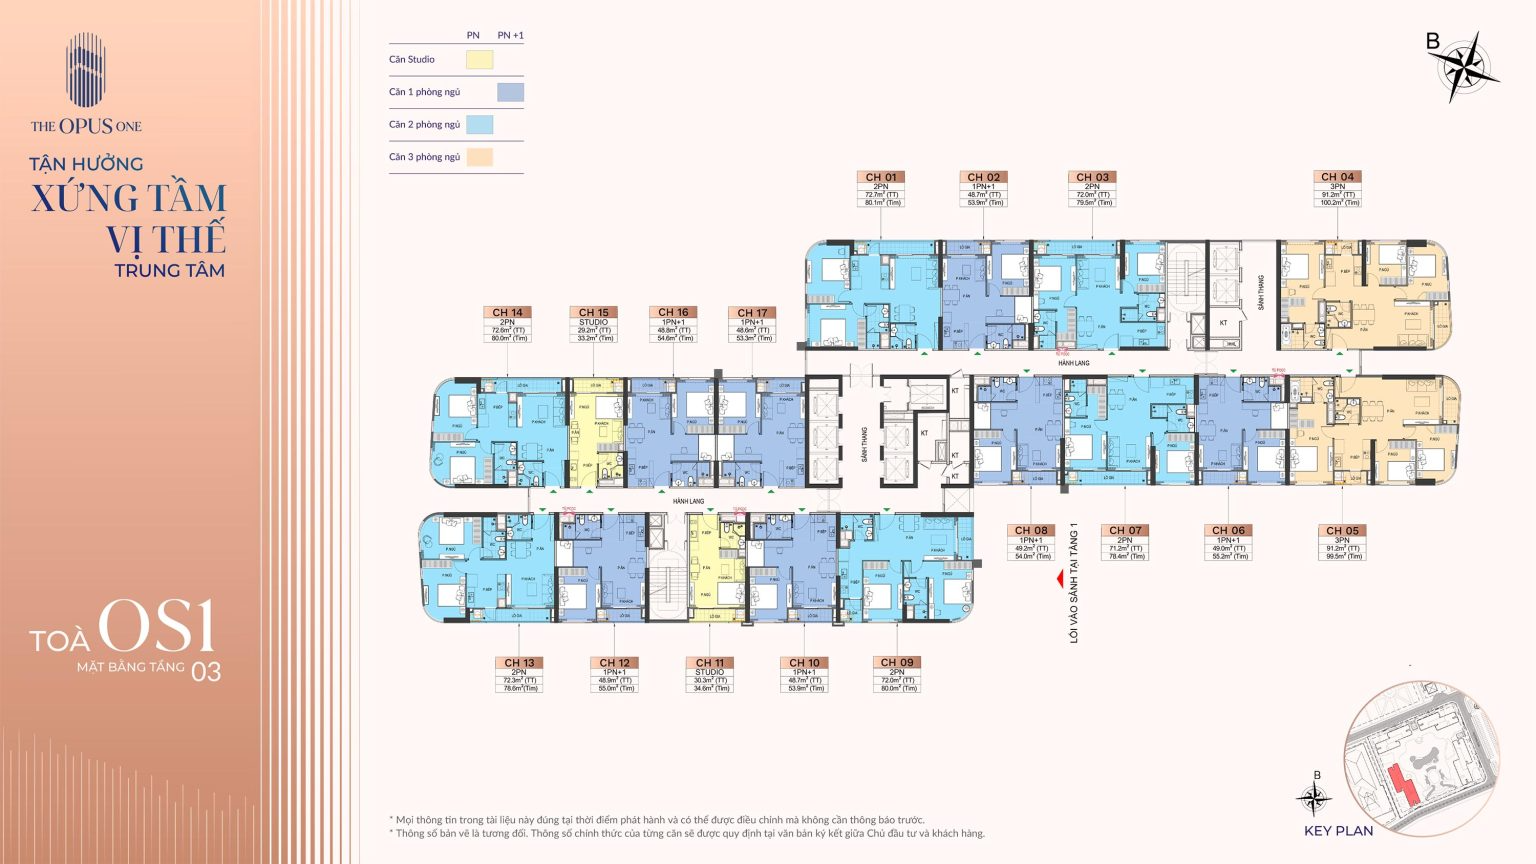 THE OPUS ONE
TẬN HƯỞNG
XỨNG TẦM
VỊ THẾ
TRUNG TÂM
TOÀ OS1
MẶT BẰNG TẦNG 03
PN PN +1
Căn Studio
Căn 1 phòng ngủ
Căn 2 phòng ngủ
Căn 3 phòng ngủ
B
CH 01
2PN
72.7m² (TT)
80.1m² (Tim)
CH 02
1PN+1
48.7m² (TT)
53.9m² (Tim)
CH 03
2PN
72.0m² (TT)
79.5m² (Tim)
CH 04
3PN
91.2m² (TT)
100.2m² (Tim)
CH 14
2PN
72.6m² (TT)
80.0m² (Tim)
CH 15
STUDIO
29.2m² (TT)
33.2m² (Tim)
CH 16
1PN+1
48.8m² (TT)
54.6m² (Tim)
CH 17
1PN+1
48.6m² (TT)
53.3m² (Tim)
SẢNH THANG
KT
HÀNH LANG
SẢNH THANG
KT
KT
KT
KT
HÀNH LANG
CH 08
1PN+1
49.2m² (TT)
54.0m² (Tim)
CH 07
2PN
71.2m² (TT)
78.4m² (Tim)
CH 06
1PN+1
49.0m² (TT)
55.2m² (Tim)
CH 05
3PN
91.2m² (TT)
99.5m² (Tim)
LỐI VÀO SẢNH TẠI TẦNG 1
CH 13
2PN
72.3m² (TT)
78.6m² (Tim)
CH 12
1PN+1
48.9m² (TT)
55.0m² (Tim)
CH 11
STUDIO
30.3m² (TT)
34.6m² (Tim)
CH 10
1PN+1
48.7m² (TT)
53.9m² (Tim)
CH 09
2PN
72.0m² (TT)
80.0m² (Tim)
B
KEY PLAN
* Mọi thông tin trong tài liệu này đúng tại thời điểm phát hành và có thể được điều chỉnh mà không cần thông báo trước.
* Thông số bản vẽ là tương đối. Thông số chính thức của từng căn sẽ được quy định tại văn bản ký kết giữa Chủ đầu tư và khách hàng.